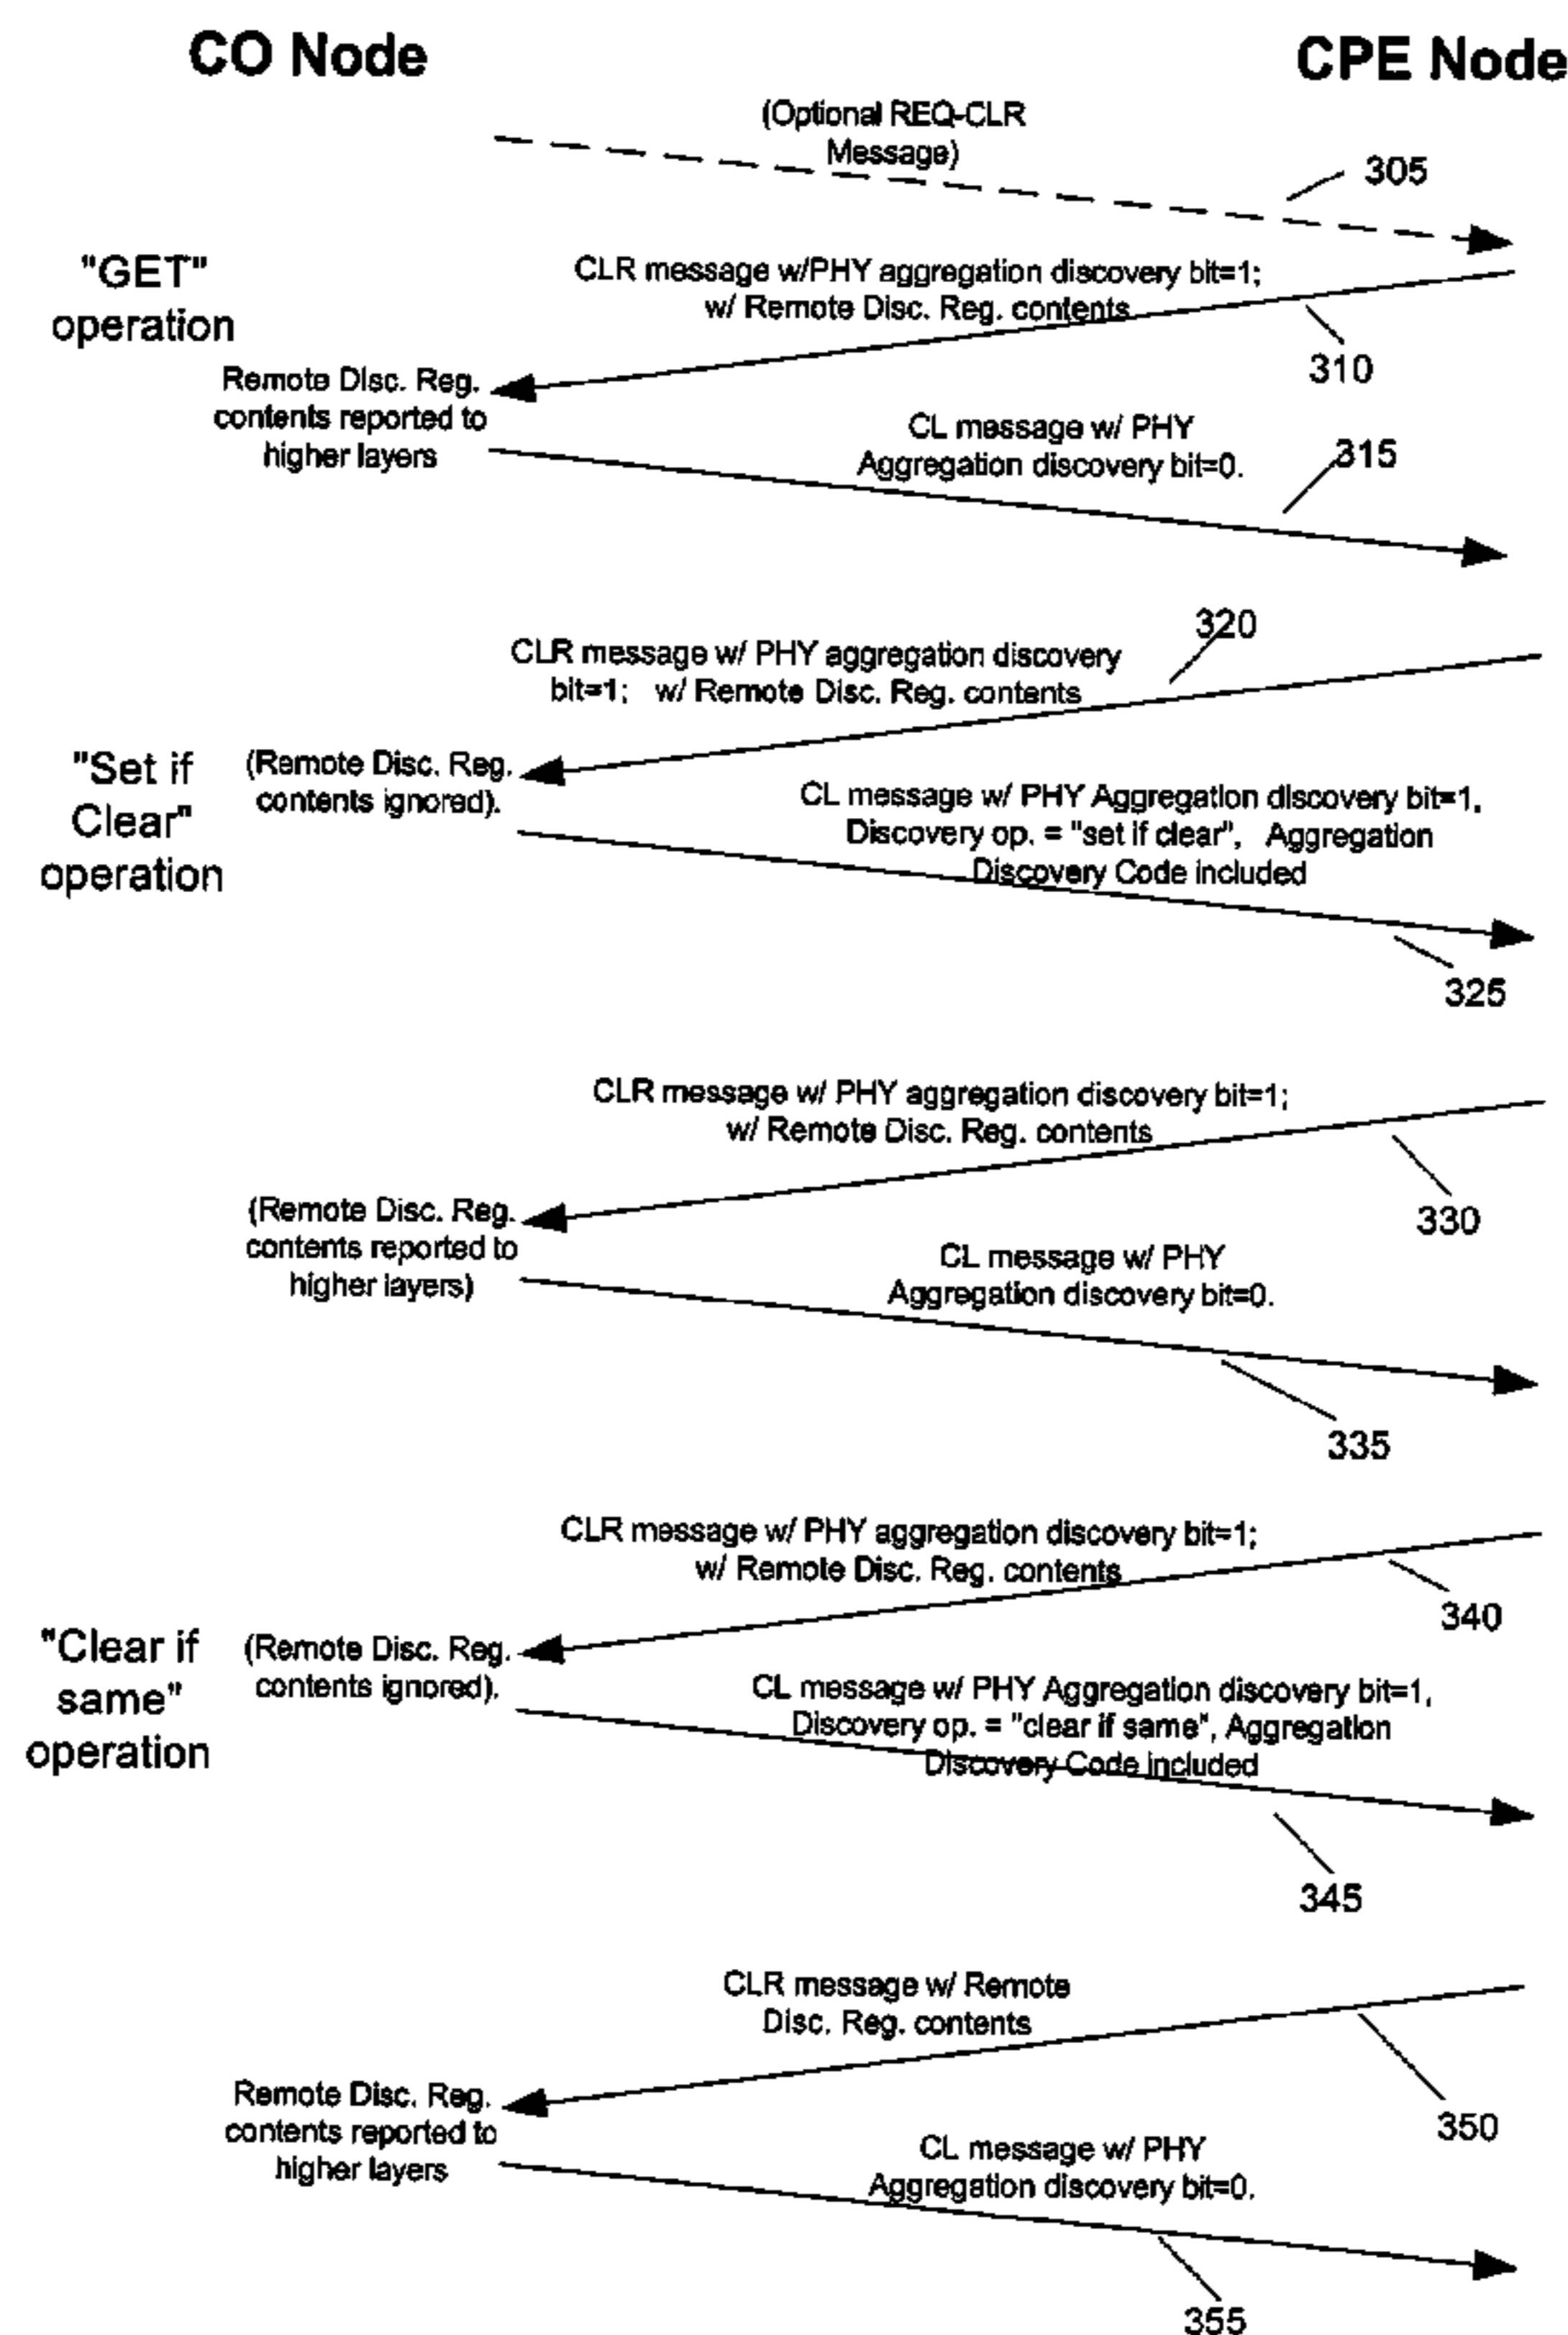 CO Node
CPE Node
(Optional REQ-CLR
Message)
305
"GET"
operation
CLR message w/PHY aggregation discovery bit=1;
w/ Remote Disc. Reg. contents
310
Remote Disc. Reg.
contents reported to
higher layers
CL message w/ PHY
Aggregation discovery bit=0.
315
320
CLR message w/ PHY aggregation discovery
bit=1; w/ Remote Disc. Reg. contents
"Set if
Clear"
operation
(Remote Disc. Reg.
contents ignored).
CL message w/ PHY Aggregation discovery bit=1,
Discovery op. = "set if clear", Aggregation
Discovery Code included
325
CLR message w/ PHY aggregation discovery bit=1;
w/ Remote Disc. Reg. contents
330
(Remote Disc. Reg.
contents reported to
higher layers)
CL message w/ PHY
Aggregation discovery bit=0.
335
CLR message w/ PHY aggregation discovery bit=1;
w/ Remote Disc. Reg. contents
340
"Clear if
same"
operation
(Remote Disc. Reg.
contents ignored).
CL message w/ PHY Aggregation discovery bit=1,
Discovery op. = "clear if same", Aggregation
Discovery Code included
345
CLR message w/ Remote
Disc. Reg. contents
350
Remote Disc. Reg.
contents reported to
higher layers
CL message w/ PHY
Aggregation discovery bit=0.
355